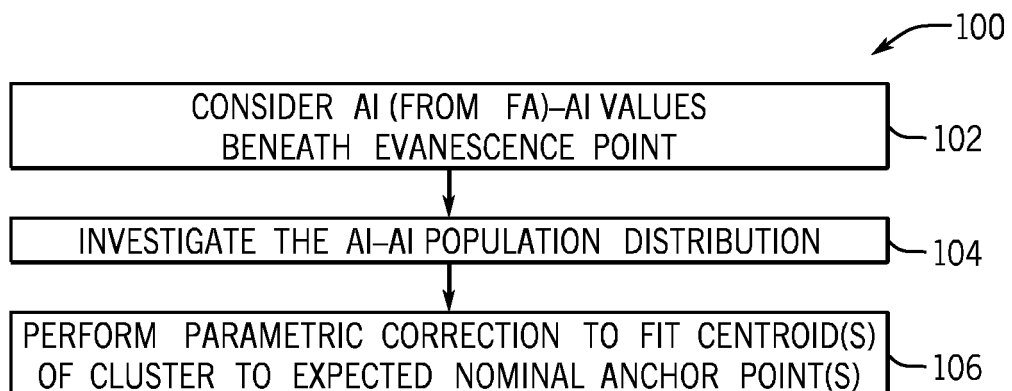 100
CONSIDER AI (FROM FA)–AI VALUES
BENEATH EVANESCENCE POINT
102
INVESTIGATE THE AI–AI POPULATION DISTRIBUTION
104
PERFORM PARAMETRIC CORRECTION TO FIT CENTROID(S)
OF CLUSTER TO EXPECTED NOMINAL ANCHOR POINT(S)
106